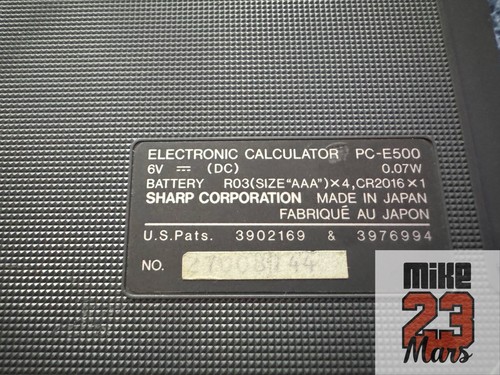 ELECTRONIC CALCULATOR PC-E500
6V ⎓ (DC) 0.07W
BATTERY R03(SIZE"AAA")×4,CR2016×1
SHARP CORPORATION MADE IN JAPAN
FABRIQUÉ AU JAPON
U.S.Pats. 3902169 & 3976994
NO.
MIKE
23
Mars